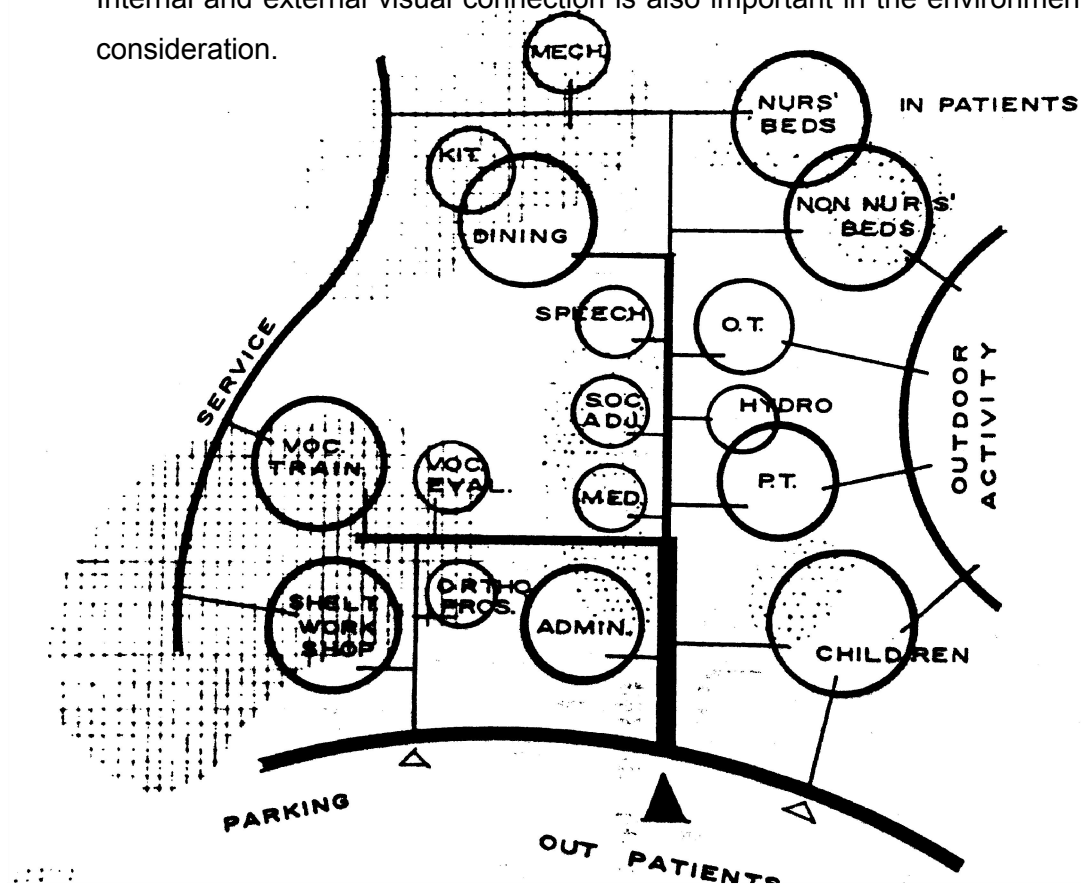 Internal and external visual connection is also important in the environmen
consideration.
MECH.
NURS'
BEDS
IN PATIENTS
KIT.
NON NURS'
BEDS
DINING
SPEECH
O.T.
SERVICE
SOC.
ADJ.
HYDRO
OUTDOOR
ACTIVITY
VOC.
TRAIN.
VOC.
EVAL.
MED.
P.T.
ORTHO
PROS.
SHELT
WORK
SHOP
ADMIN.
CHILDREN
PARKING
OUT PATIENTS